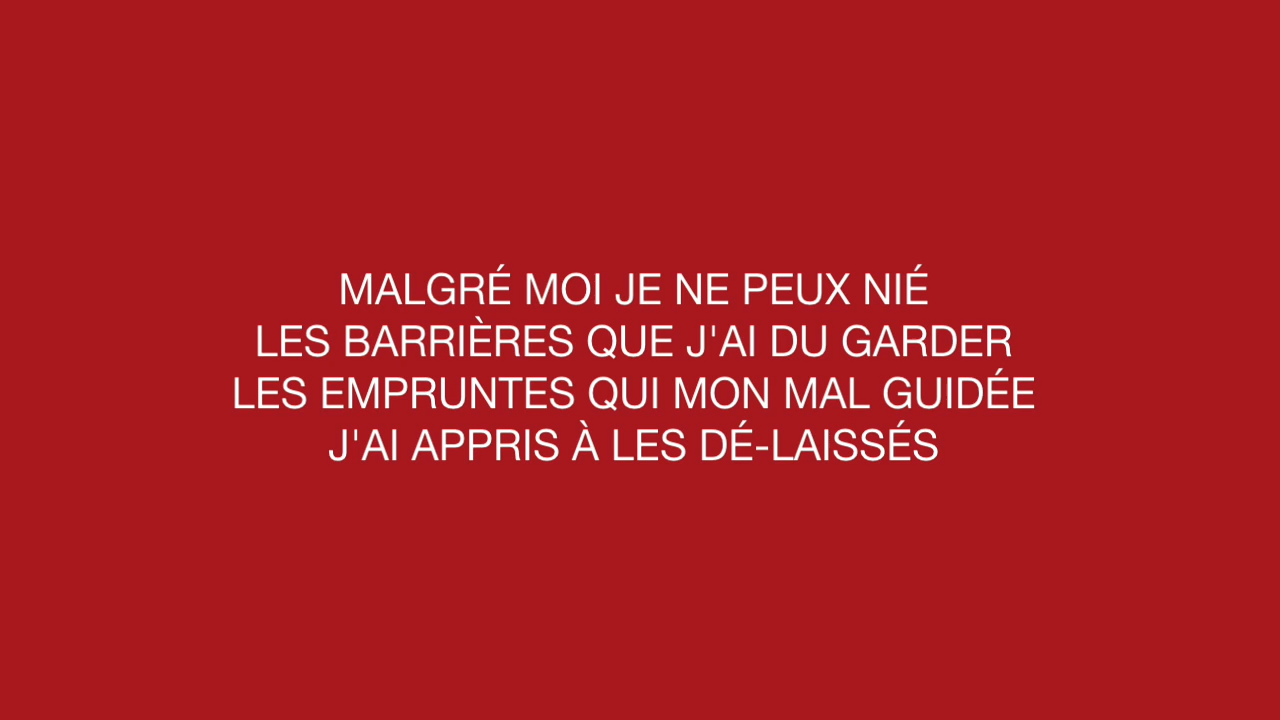 MALGRÉ MOI JE NE PEUX NIÉ
LES BARRIÈRES QUE J'AI DU GARDER
LES EMPRUNTES QUI MON MAL GUIDÉE
J'AI APPRIS À LES DÉ-LAISSÉS